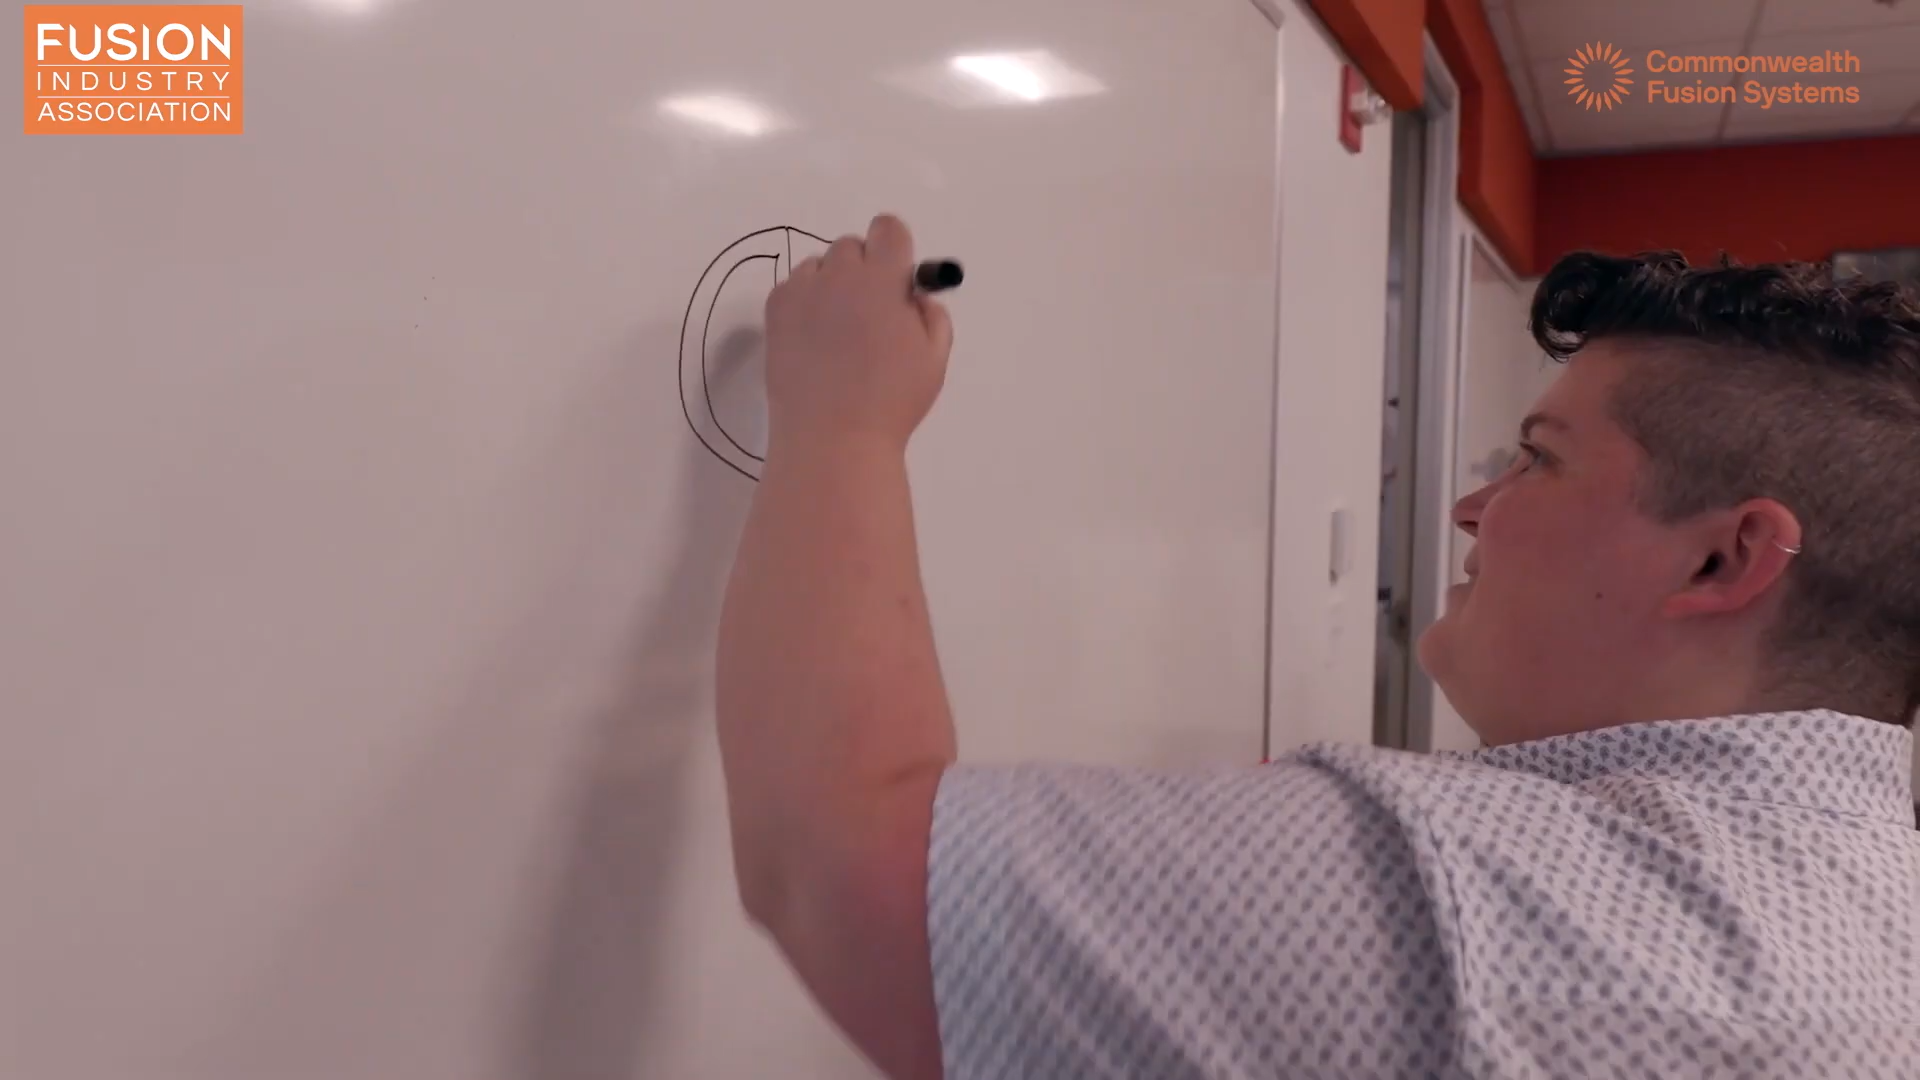 FUSION
INDUSTRY
ASSOCIATION
Commonwealth
Fusion Systems